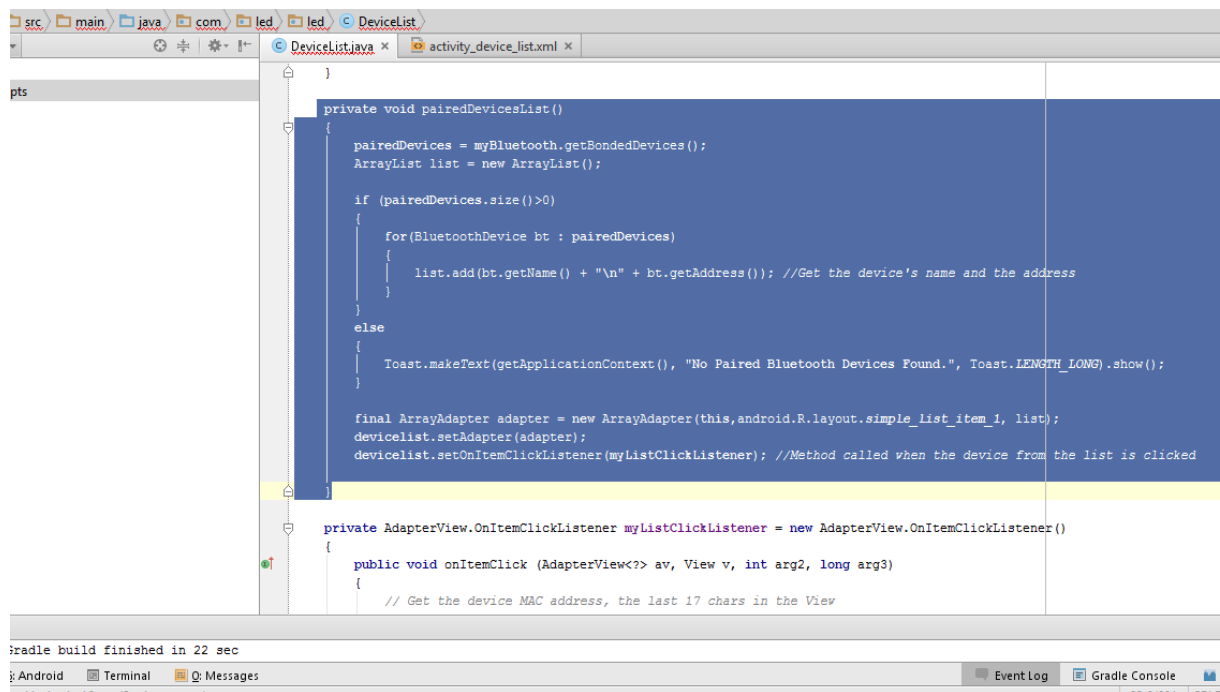 src main java com led led DeviceList
DeviceList.java × activity_device_list.xml ×
pts
}
private void pairedDevicesList()
{
pairedDevices = myBluetooth.getBondedDevices();
ArrayList list = new ArrayList();
if (pairedDevices.size()>0)
{
for(BluetoothDevice bt : pairedDevices)
{
list.add(bt.getName() + "\n" + bt.getAddress()); //Get the device's name and the address
}
}
else
{
Toast.makeText(getApplicationContext(), "No Paired Bluetooth Devices Found.", Toast.LENGTH_LONG).show();
}
final ArrayAdapter adapter = new ArrayAdapter(this,android.R.layout.simple_list_item_1, list);
devicelist.setAdapter(adapter);
devicelist.setOnItemClickListener(myListClickListener); //Method called when the device from the list is clicked
}
private AdapterView.OnItemClickListener myListClickListener = new AdapterView.OnItemClickListener()
{
public void onItemClick (AdapterView<?> av, View v, int arg2, long arg3)
{
// Get the device MAC address, the last 17 chars in the View
Gradle build finished in 22 sec
6: Android Terminal 0: Messages Event Log Gradle Console